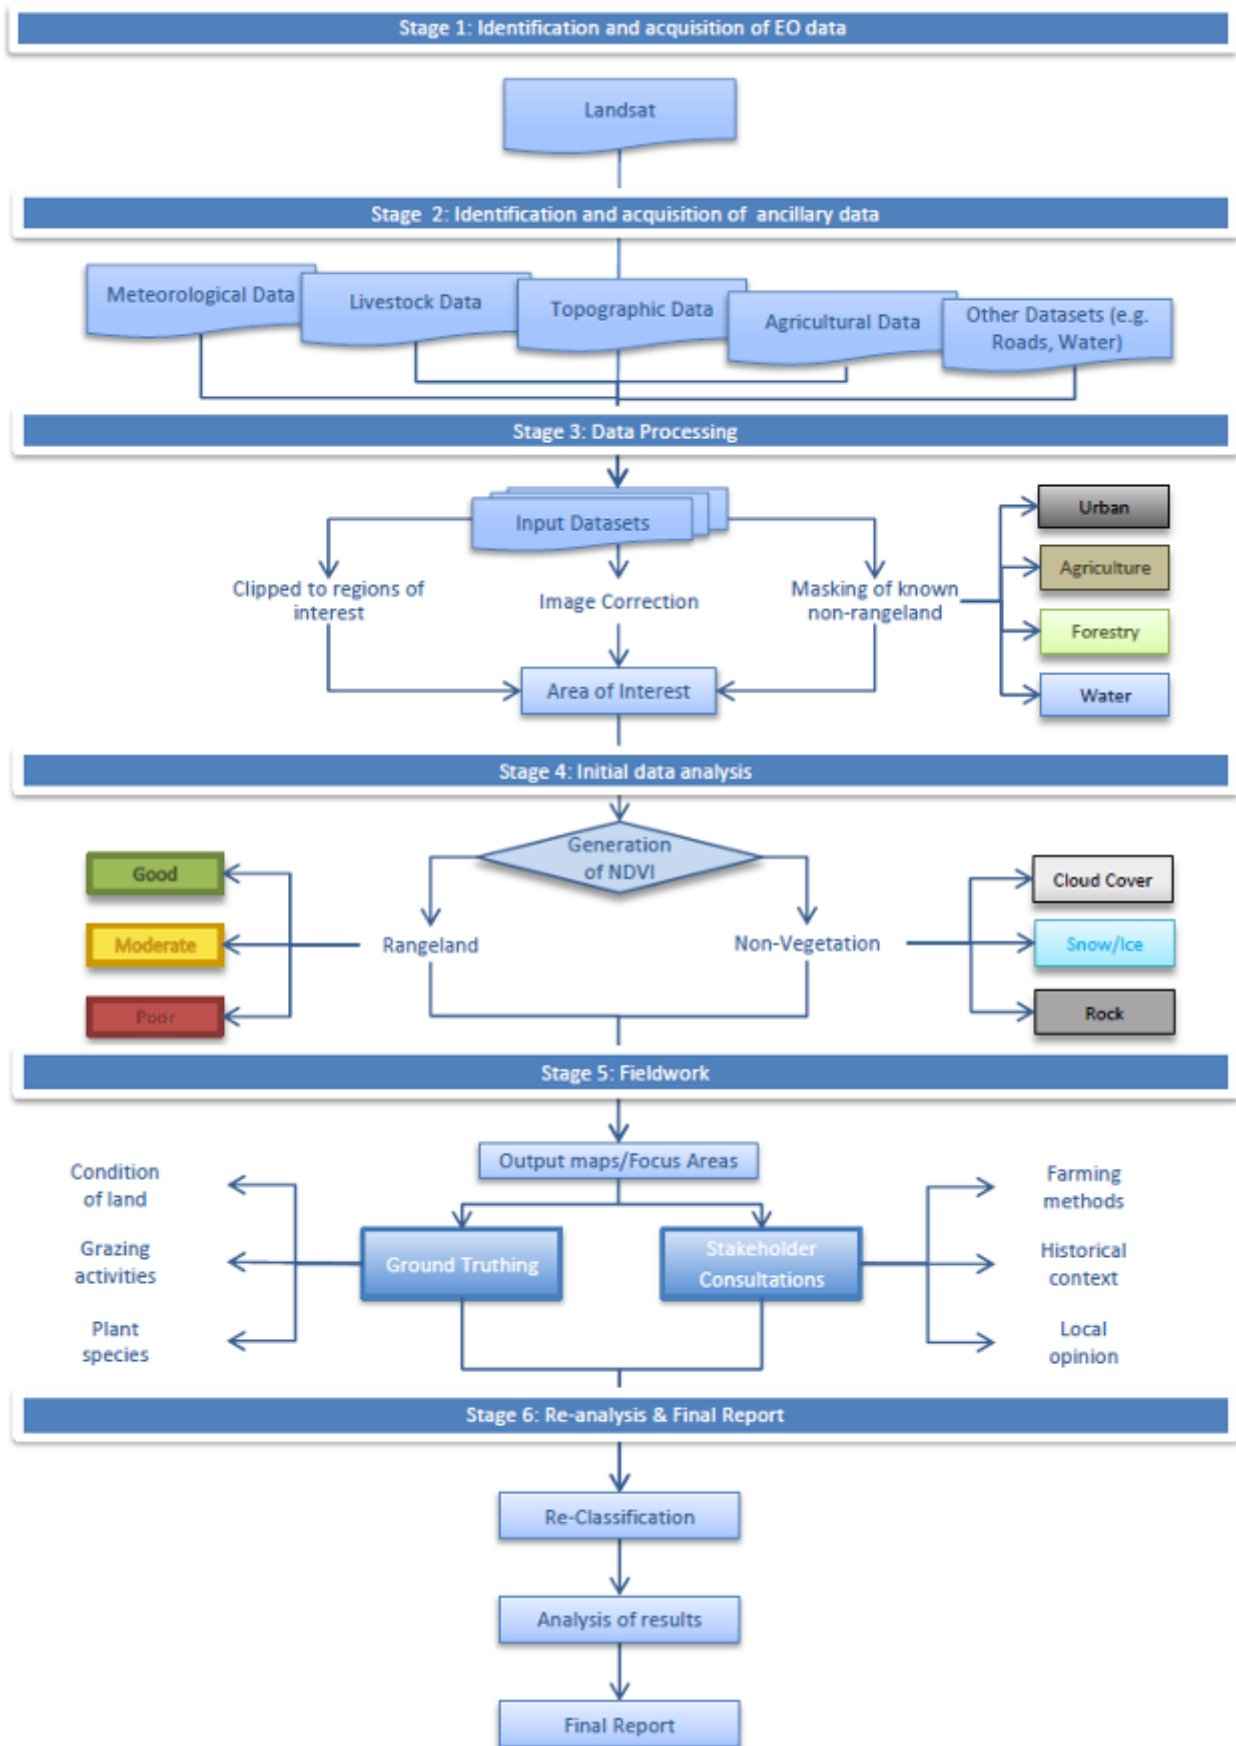 Stage 1: Identification and acquisition of EO data
Landsat
Stage 2: Identification and acquisition of ancillary data
Meteorological Data
Livestock Data
Topographic Data
Agricultural Data
Other Datasets (e.g.
Roads, Water)
Stage 3: Data Processing
Input Datasets
Clipped to regions of
interest
Image Correction
Masking of known
non-rangeland
Urban
Agriculture
Forestry
Water
Area of Interest
Stage 4: Initial data analysis
Generation
of NDVI
Good
Moderate
Poor
Rangeland
Non-Vegetation
Cloud Cover
Snow/Ice
Rock
Stage 5: Fieldwork
Output maps/Focus Areas
Condition
of land
Grazing
activities
Plant
species
Ground Truthing
Stakeholder
Consultations
Farming
methods
Historical
context
Local
opinion
Stage 6: Re-analysis & Final Report
Re-Classification
Analysis of results
Final Report